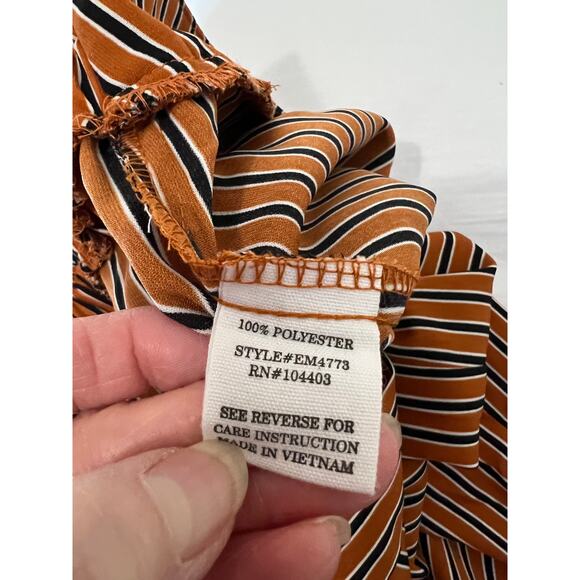 100% POLYESTER
STYLE#EM4773
RN#104403
SEE REVERSE FOR
CARE INSTRUCTION
MADE IN VIETNAM